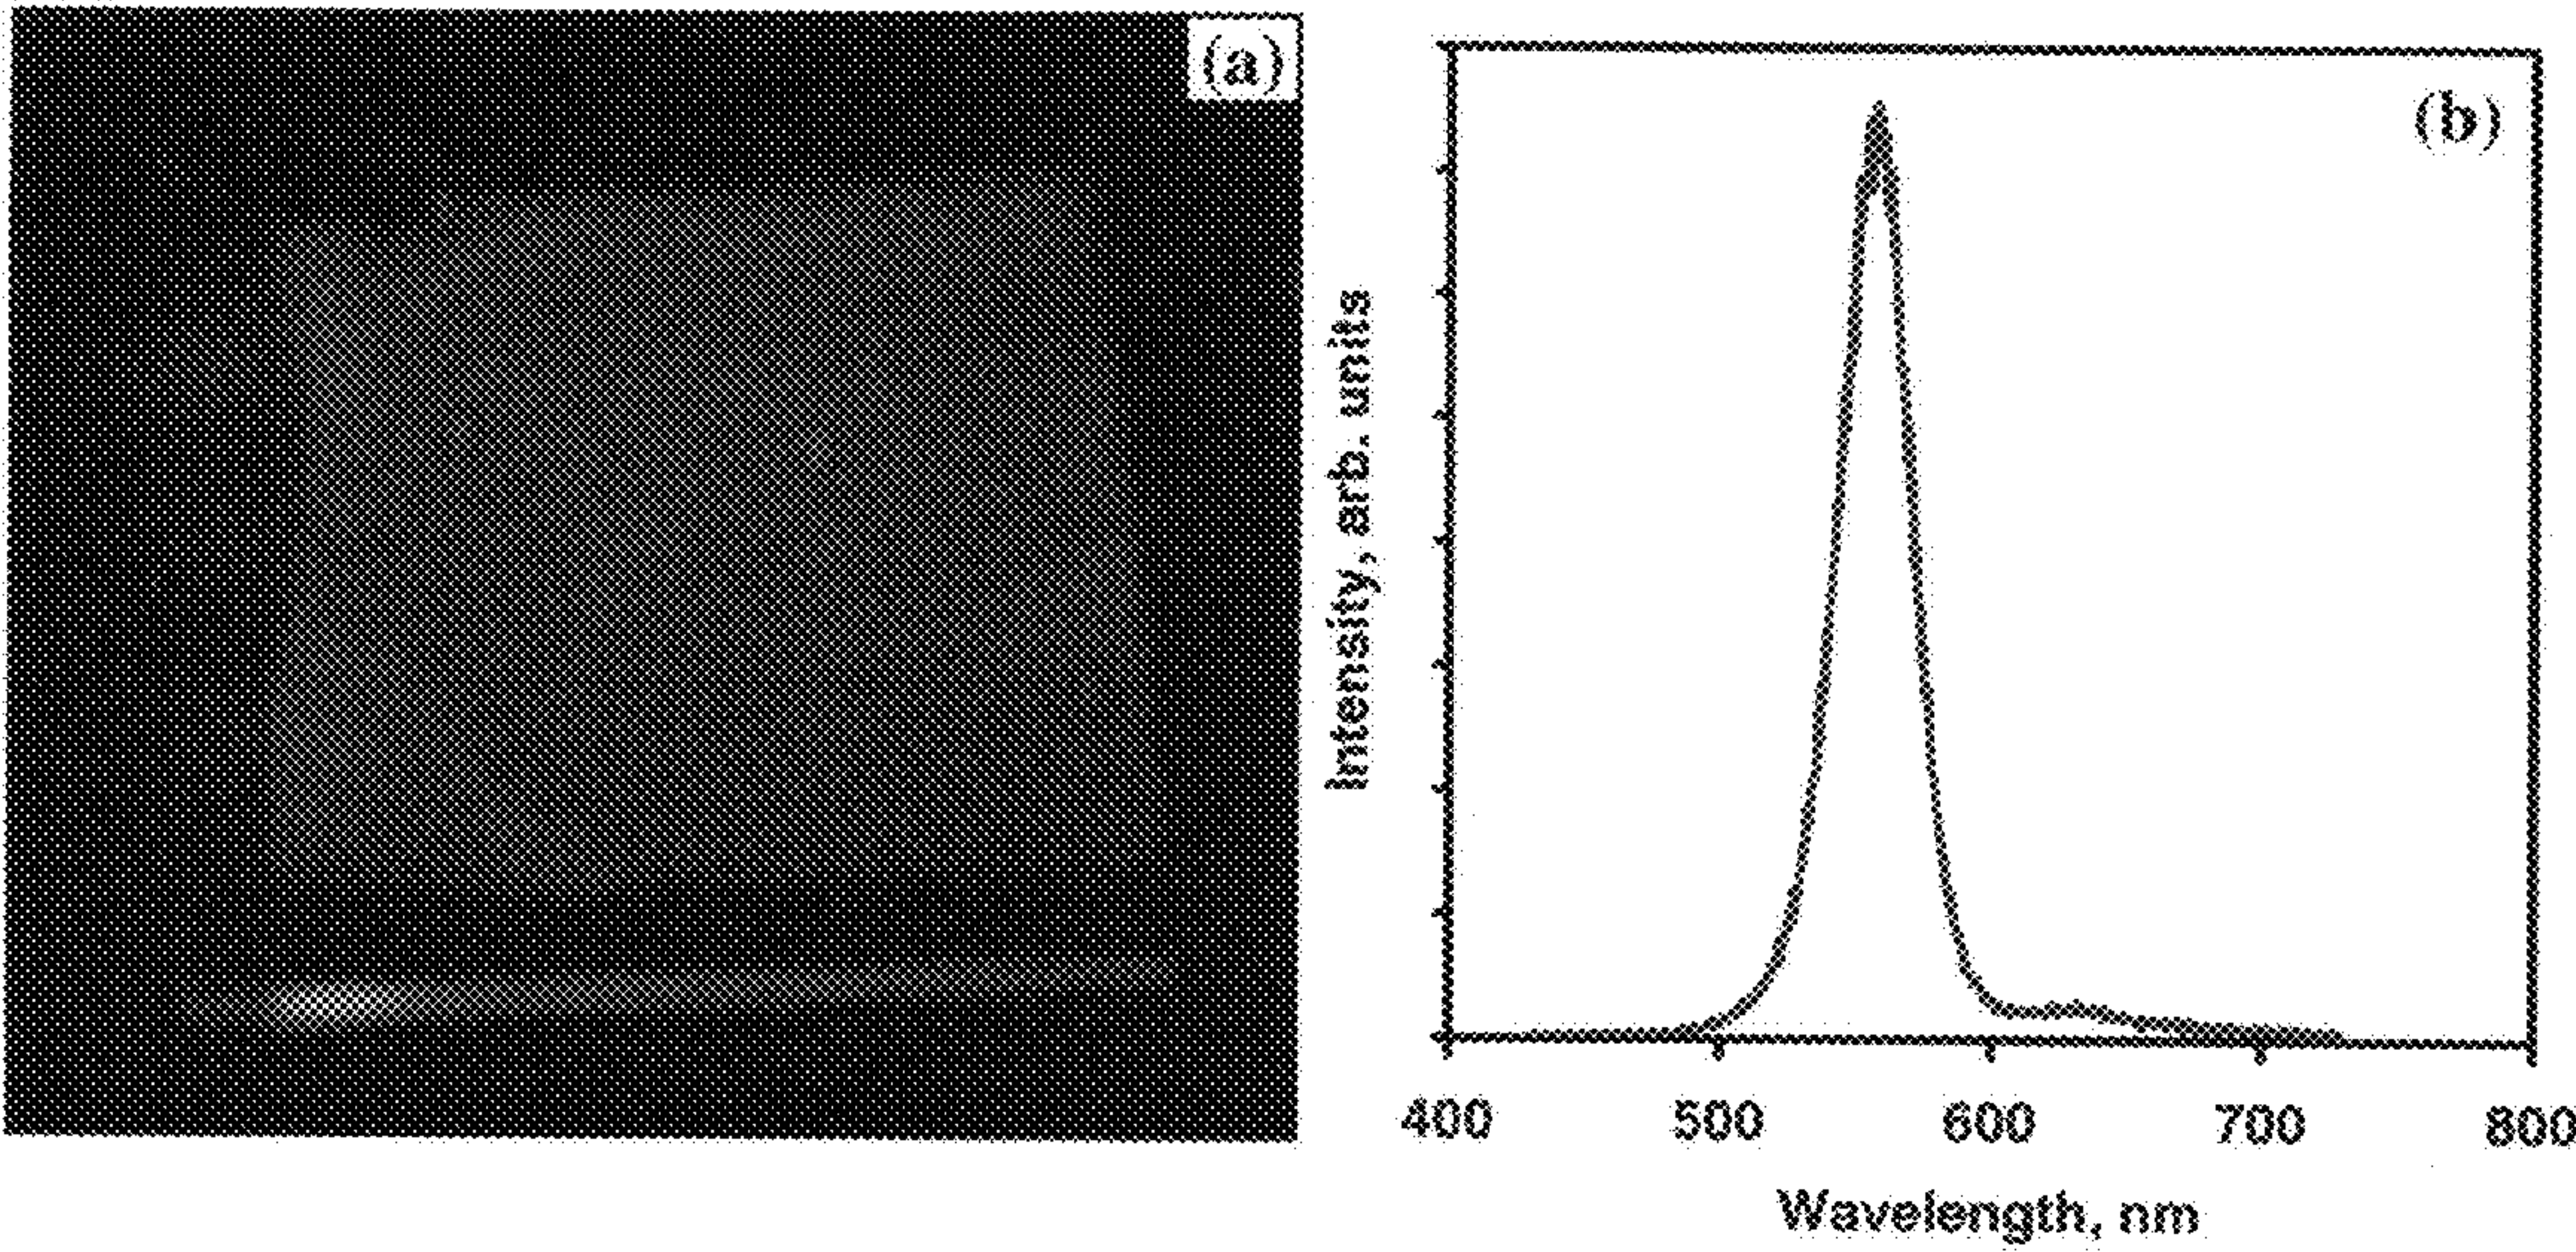 (a)
(b)
Intensity, arb. units
400 500 600 700 800
Wavelength, nm